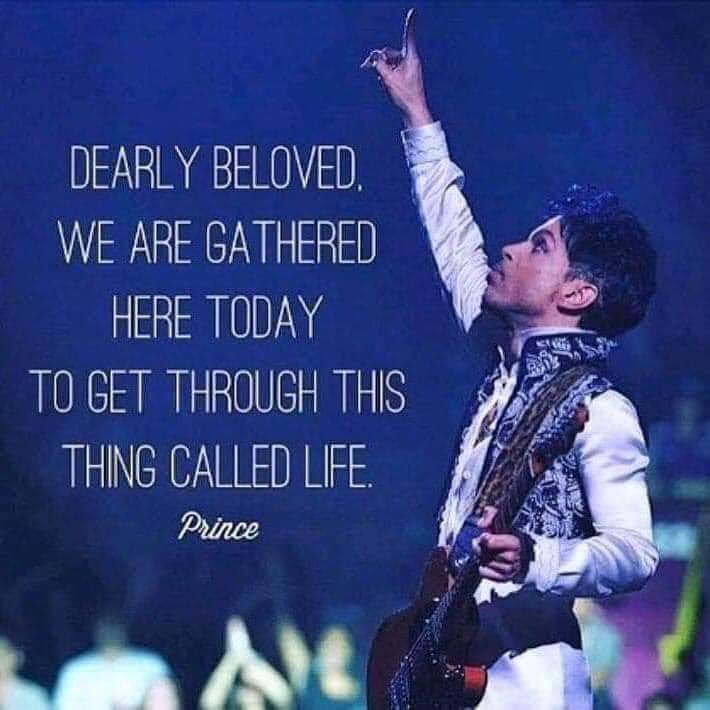 DEARLY BELOVED,
WE ARE GATHERED
HERE TODAY
TO GET THROUGH THIS
THING CALLED LIFE.
Prince